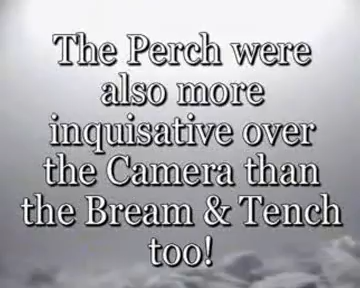 The Perch were
also more
inquisative over
the Camera than
the Bream & Tench
too!